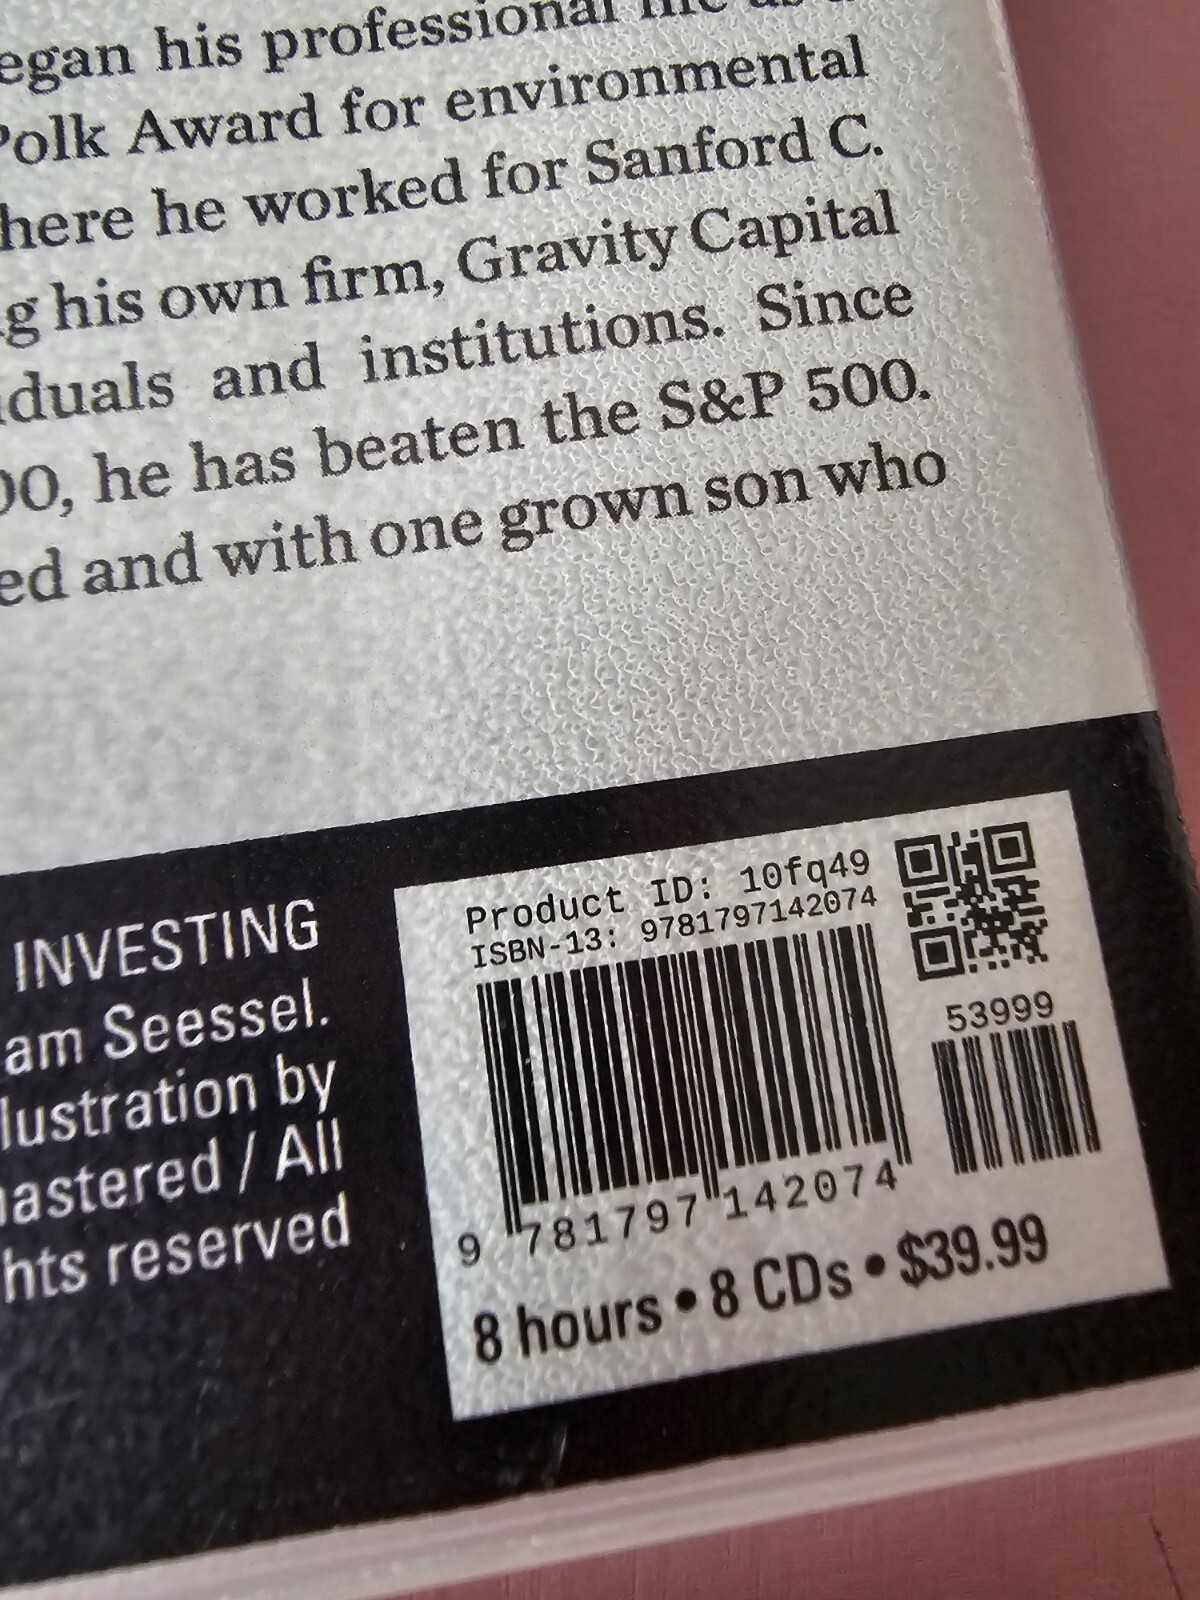 egan his professional life as a
Polk Award for environmental
here he worked for Sanford C.
g his own firm, Gravity Capital
duals and institutions. Since
00, he has beaten the S&P 500.
ed and with one grown son who
INVESTING
am Seessel.
lustration by
astered / All
hts reserved
Product ID: 10fq49
ISBN-13: 9781797142074
53999
9 781797 142074
8 hours • 8 CDs • $39.99